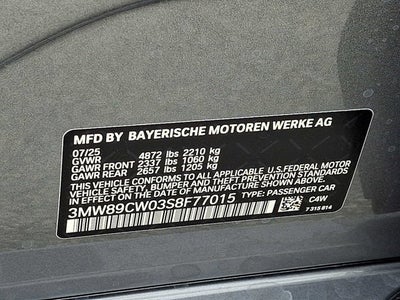 MFD BY BAYERISCHE MOTOREN WERKE AG
07/25
GVWR 4872 lbs 2210 kg
GAWR FRONT 2337 lbs 1060 kg
GAWR REAR 2657 lbs 1205 kg
THIS VEHICLE CONFORMS TO ALL APPLICABLE U.S.FEDERAL MOTOR
VEHICLE SAFETY, BUMPER, AND THEFT PREVENTION STANDARDS IN
EFFECT ON THE DATE OF MANUFACTURE SHOWN ABOVE.
3MW89CW03S8F77015 TYPE: PASSENGER CAR
C4W
7 315 814